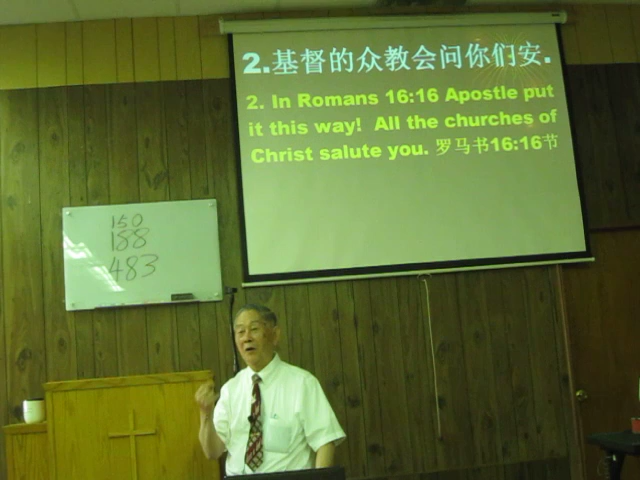 2.基督的众教会问你们安.
2. In Romans 16:16 Apostle put
it this way! All the churches of
Christ salute you. 罗马书16:16节
150
188
483